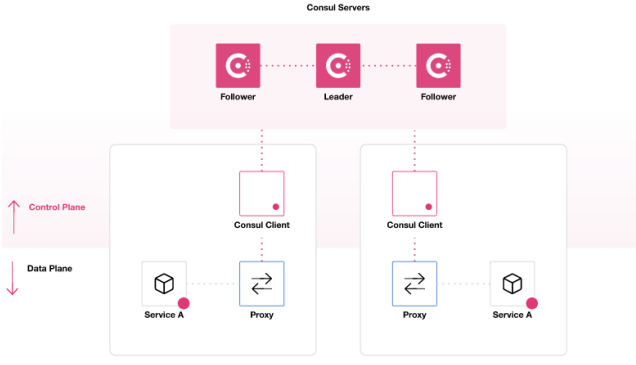 Consul Servers
Follower
Leader
Follower
Control Plane
Consul Client
Consul Client
Data Plane
Service A
Proxy
Proxy
Service A